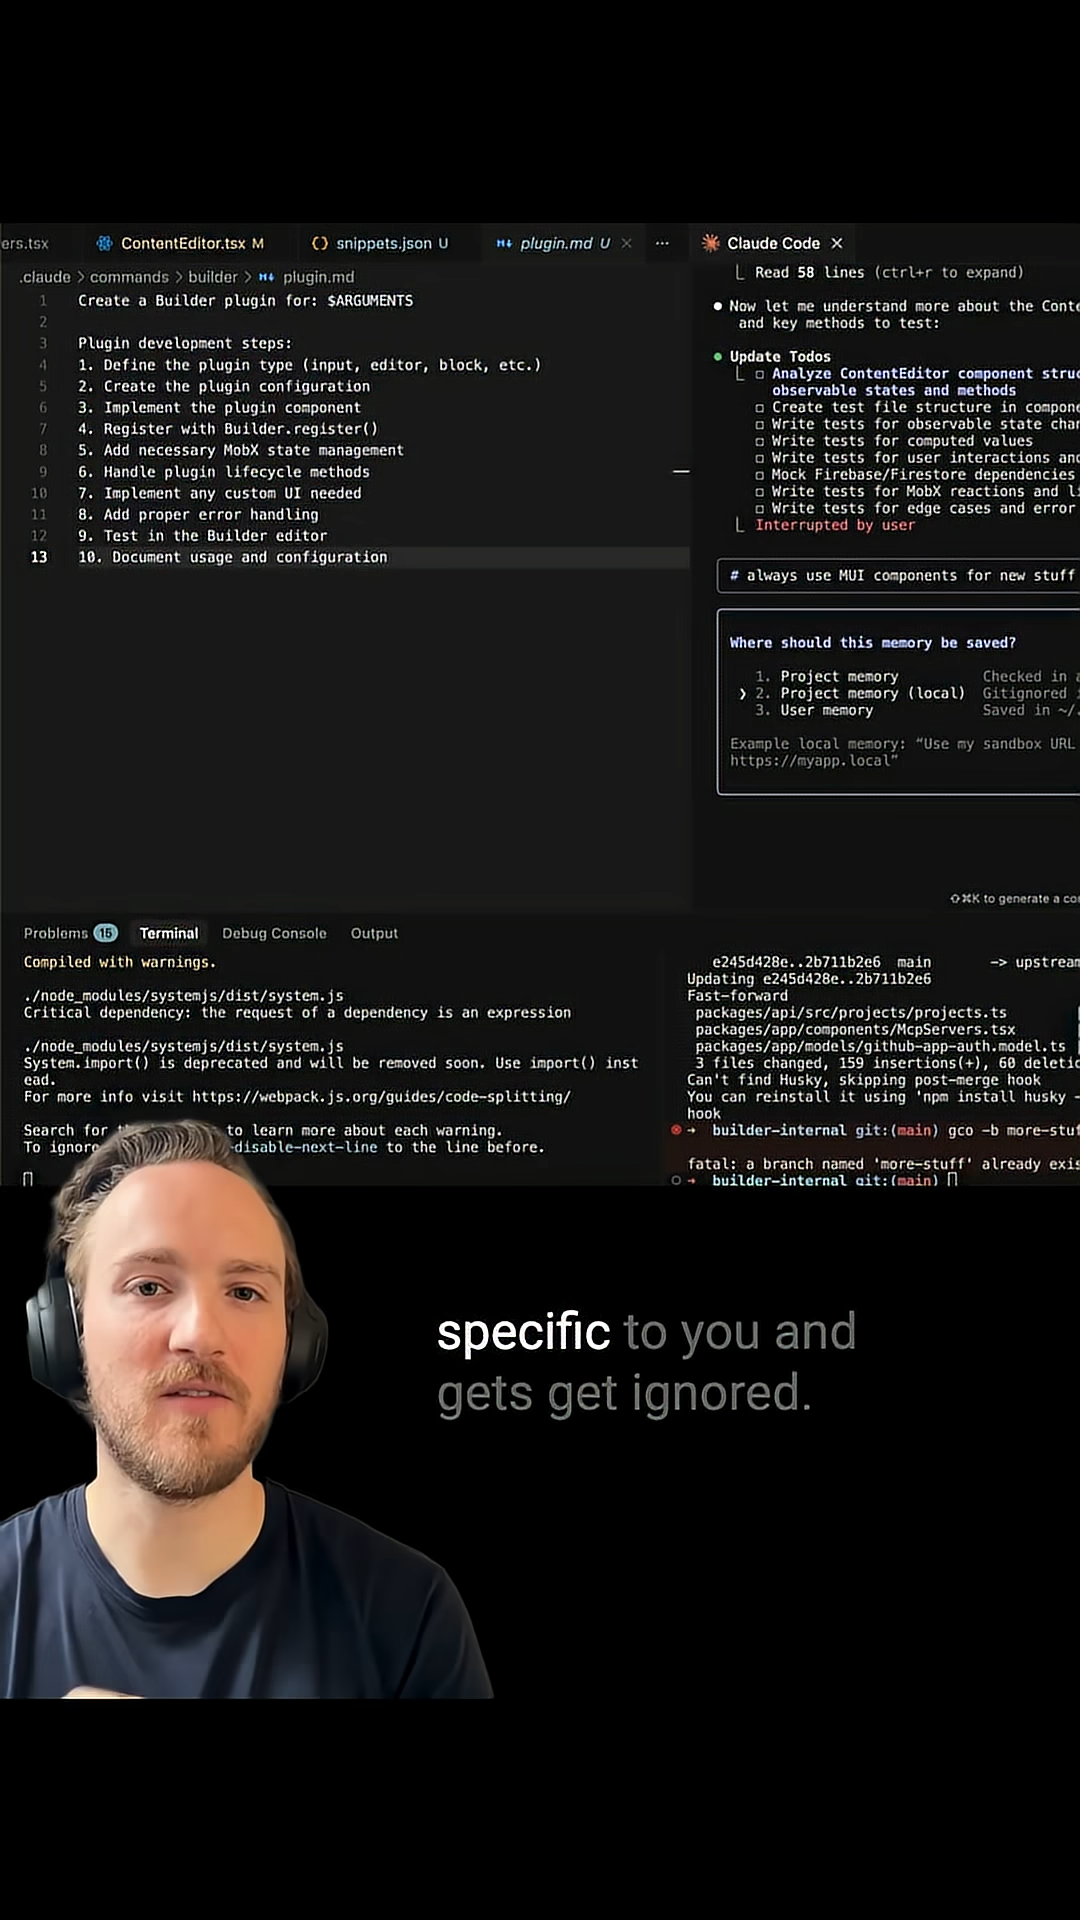 ers.tsx
ContentEditor.tsx M
snippets.json U
plugin.md U
.claude > commands > builder > plugin.md
1 Create a Builder plugin for: $ARGUMENTS
2
3 Plugin development steps:
4 1. Define the plugin type (input, editor, block, etc.)
5 2. Create the plugin configuration
6 3. Implement the plugin component
7 4. Register with Builder.register()
8 5. Add necessary MobX state management
9 6. Handle plugin lifecycle methods
10 7. Implement any custom UI needed
11 8. Add proper error handling
12 9. Test in the Builder editor
13 10. Document usage and configuration
Claude Code
Read 58 lines (ctrl+r to expand)
Now let me understand more about the Conte
and key methods to test:
Update Todos
Analyze ContentEditor component struc
observable states and methods
Create test file structure in compone
Write tests for observable state char
Write tests for computed values
Write tests for user interactions and
Mock Firebase/Firestore dependencies
Write tests for MobX reactions and li
Write tests for edge cases and error
Interrupted by user
# always use MUI components for new stuff
Where should this memory be saved?
1. Project memory Checked in
❯ 2. Project memory (local) Gitignored
3. User memory Saved in ~/.
Example local memory: “Use my sandbox URL
https://myapp.local”
⇧⌘K to generate a co
Problems 15 Terminal Debug Console Output
Compiled with warnings.
./node_modules/systemjs/dist/system.js
Critical dependency: the request of a dependency is an expression
./node_modules/systemjs/dist/system.js
System.import() is deprecated and will be removed soon. Use import() inst
ead.
For more info visit https://webpack.js.org/guides/code-splitting/
Search for to learn more about each warning.
To ignore -disable-next-line to the line before.
e245d428e..2b711b2e6 main -> upstream
Updating e245d428e..2b711b2e6
Fast-forward
packages/api/src/projects/projects.ts
packages/app/components/McpServers.tsx
packages/app/models/github-app-auth.model.ts
3 files changed, 159 insertions(+), 60 deletio
Can't find Husky, skipping post-merge hook
You can reinstall it using 'npm install husky -
hook
➜ builder-internal git:(main) gco -b more-stuf
fatal: a branch named 'more-stuff' already exis
➜ builder-internal git:(main)
specific to you and
gets get ignored.